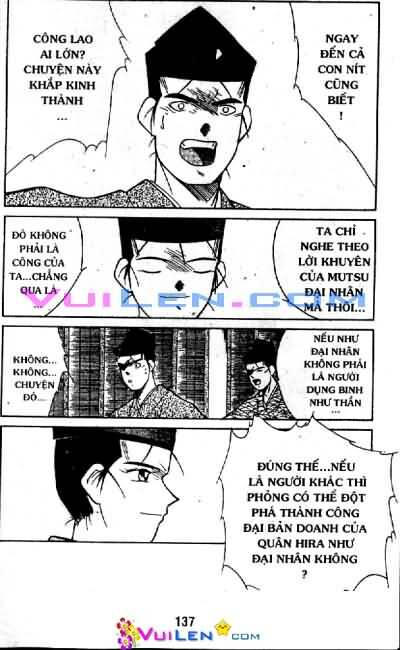 NGAY
ĐẾN CẢ
CON NÍT
CŨNG
BIẾT
!
CÔNG LAO
AI LỚN?
CHUYỆN NÀY
KHẮP KINH
THÀNH
...
TA CHỈ
NGHE THEO
LỜI KHUYÊN
CỦA MUTSU
ĐẠI NHÂN
MÀ THÔI...
ĐÓ KHÔNG
PHẢI LÀ
CÔNG CỦA
TA...CHẲNG
QUA LÀ
VUILEN.COM
NẾU NHƯ
ĐẠI NHÂN
KHÔNG PHẢI
LÀ NGƯỜI
DỤNG BINH
NHƯ THẦN
...
KHÔNG...
KHÔNG...
CHUYỆN
ĐÓ...
ĐÚNG THẾ...NẾU
LÀ NGƯỜI KHÁC THÌ
PHỎNG CÓ THỂ ĐỘT
PHÁ THÀNH CÔNG
ĐẠI BẢN DOANH CỦA
QUÂN HIRA NHƯ
ĐẠI NHÂN KHÔNG
?
137
VUILEN.COM